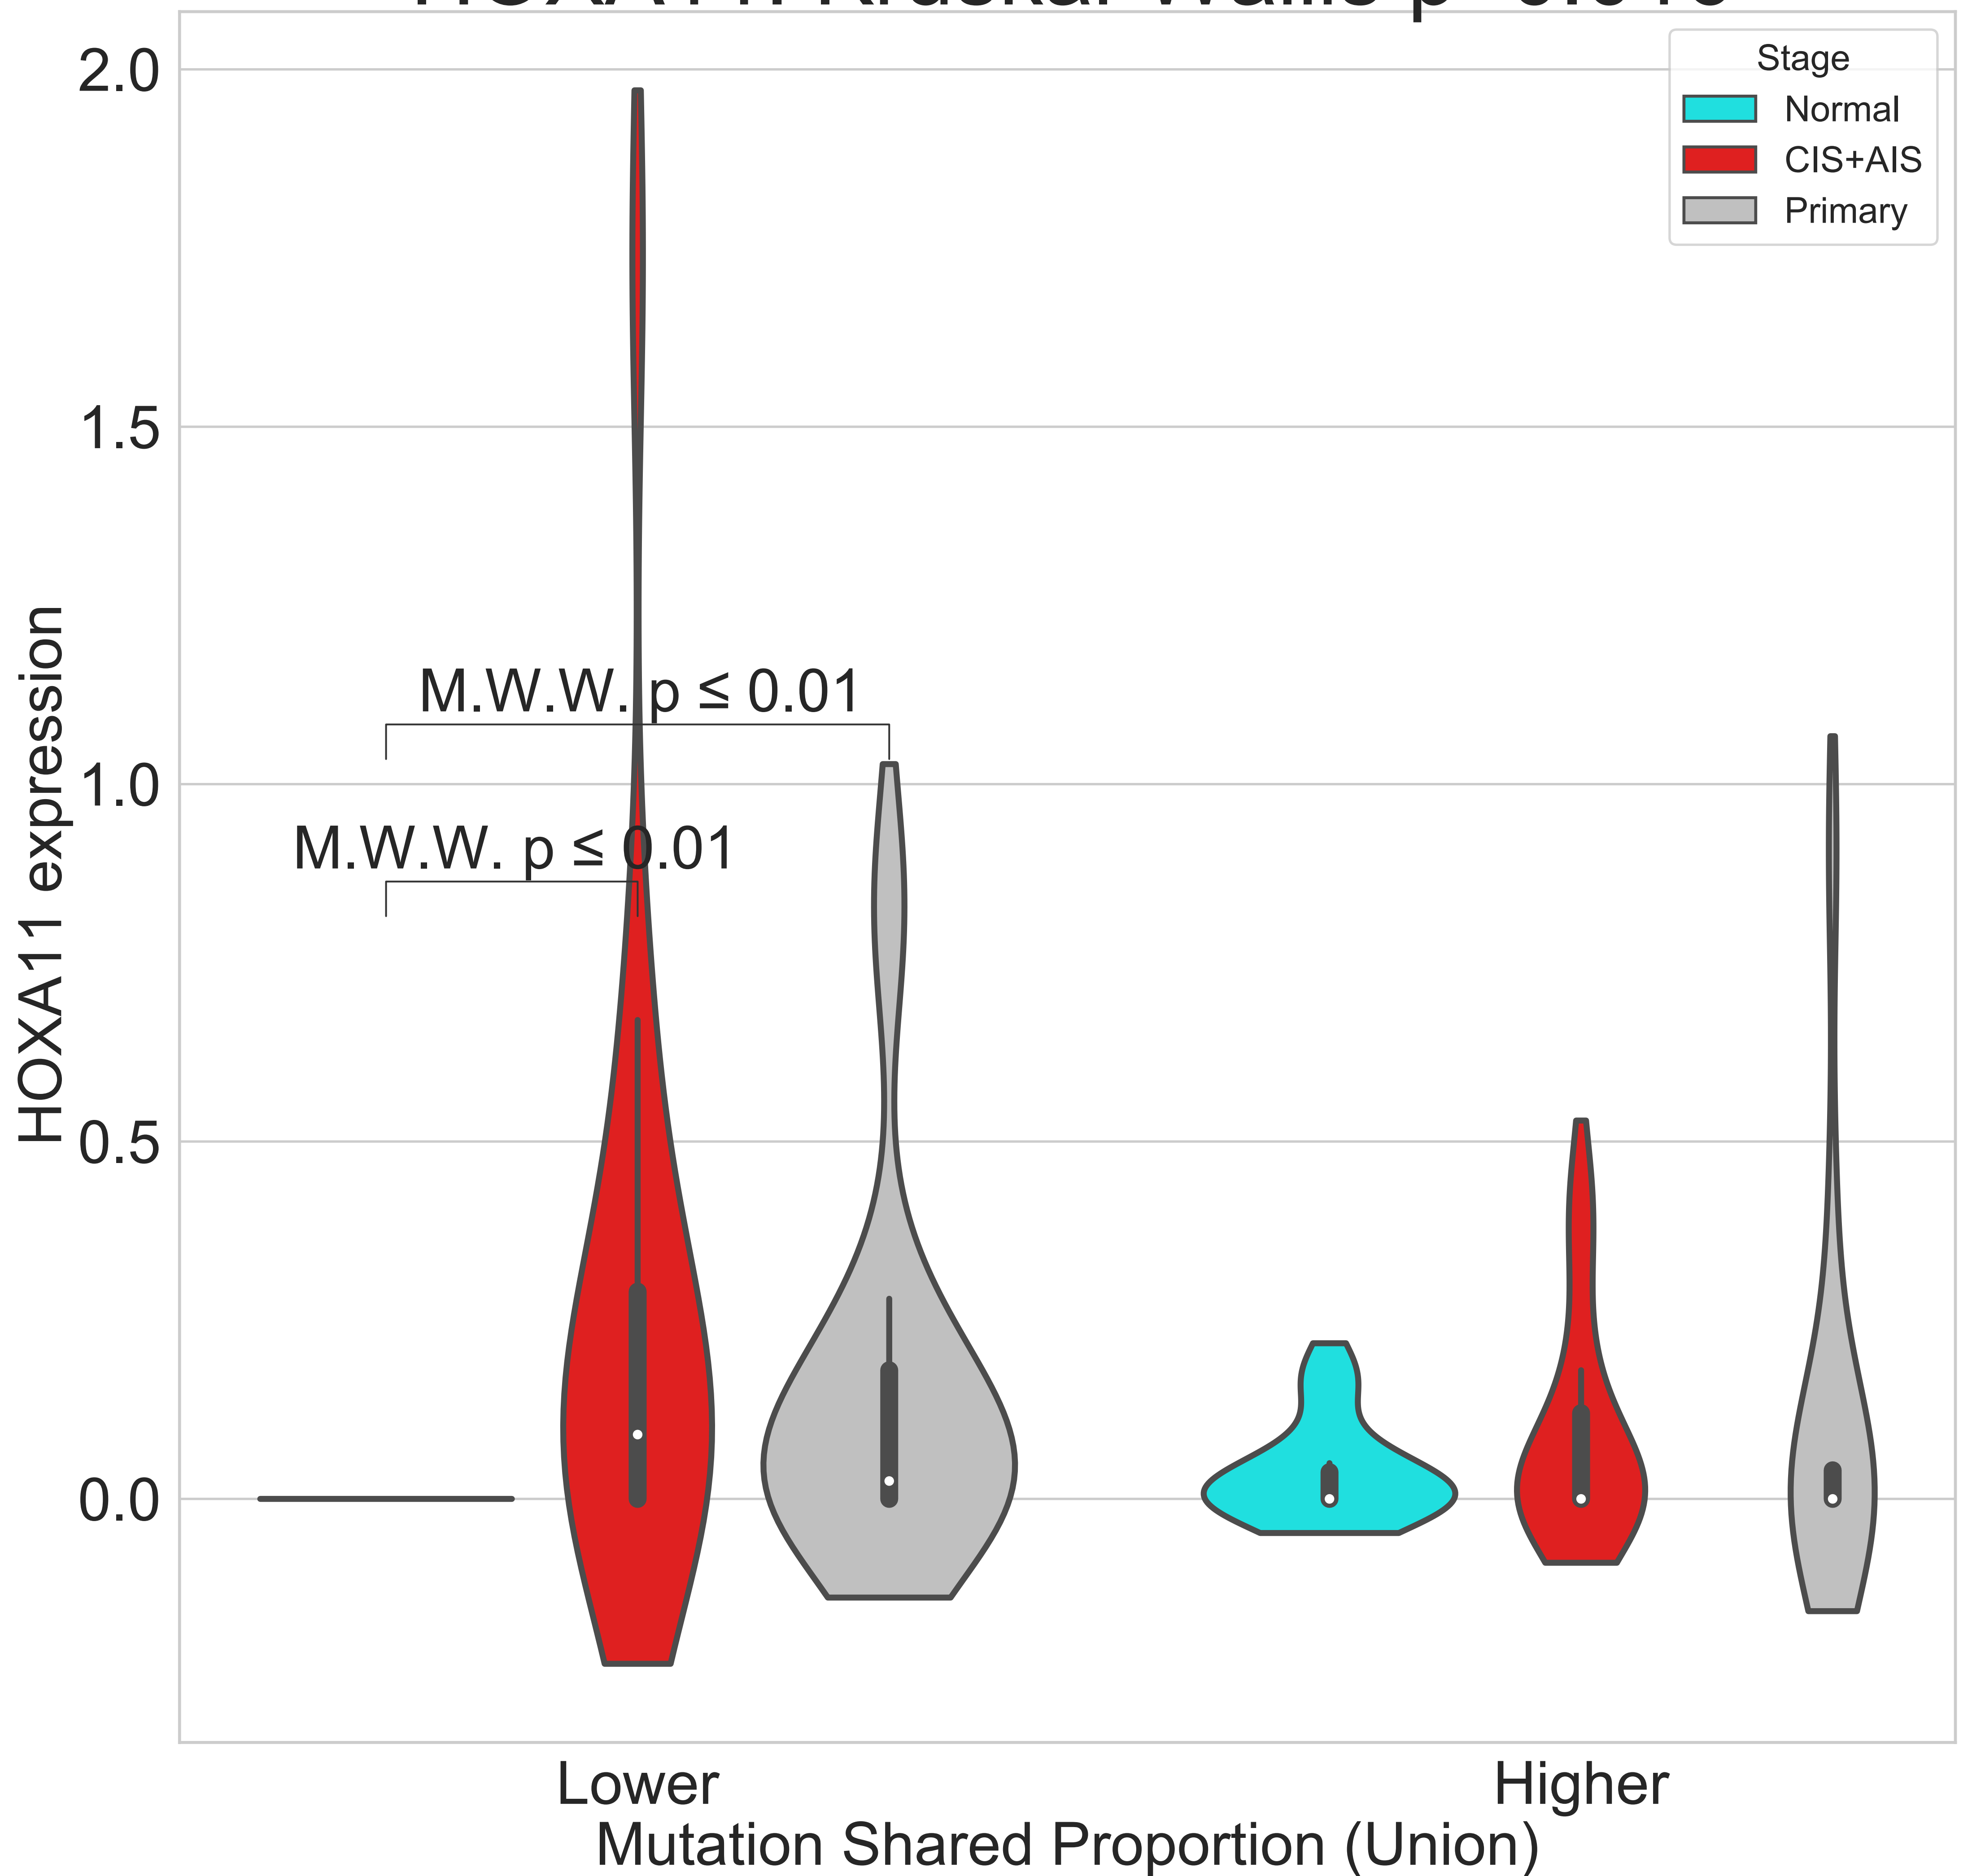 2.0
1.5
1.0
0.5
0.0
HOXA11 expression
Stage
Normal
CIS+AIS
Primary
M.W.W. p ≤ 0.01
M.W.W. p ≤ 0.01
Lower
Higher
Mutation Shared Proportion (Union)